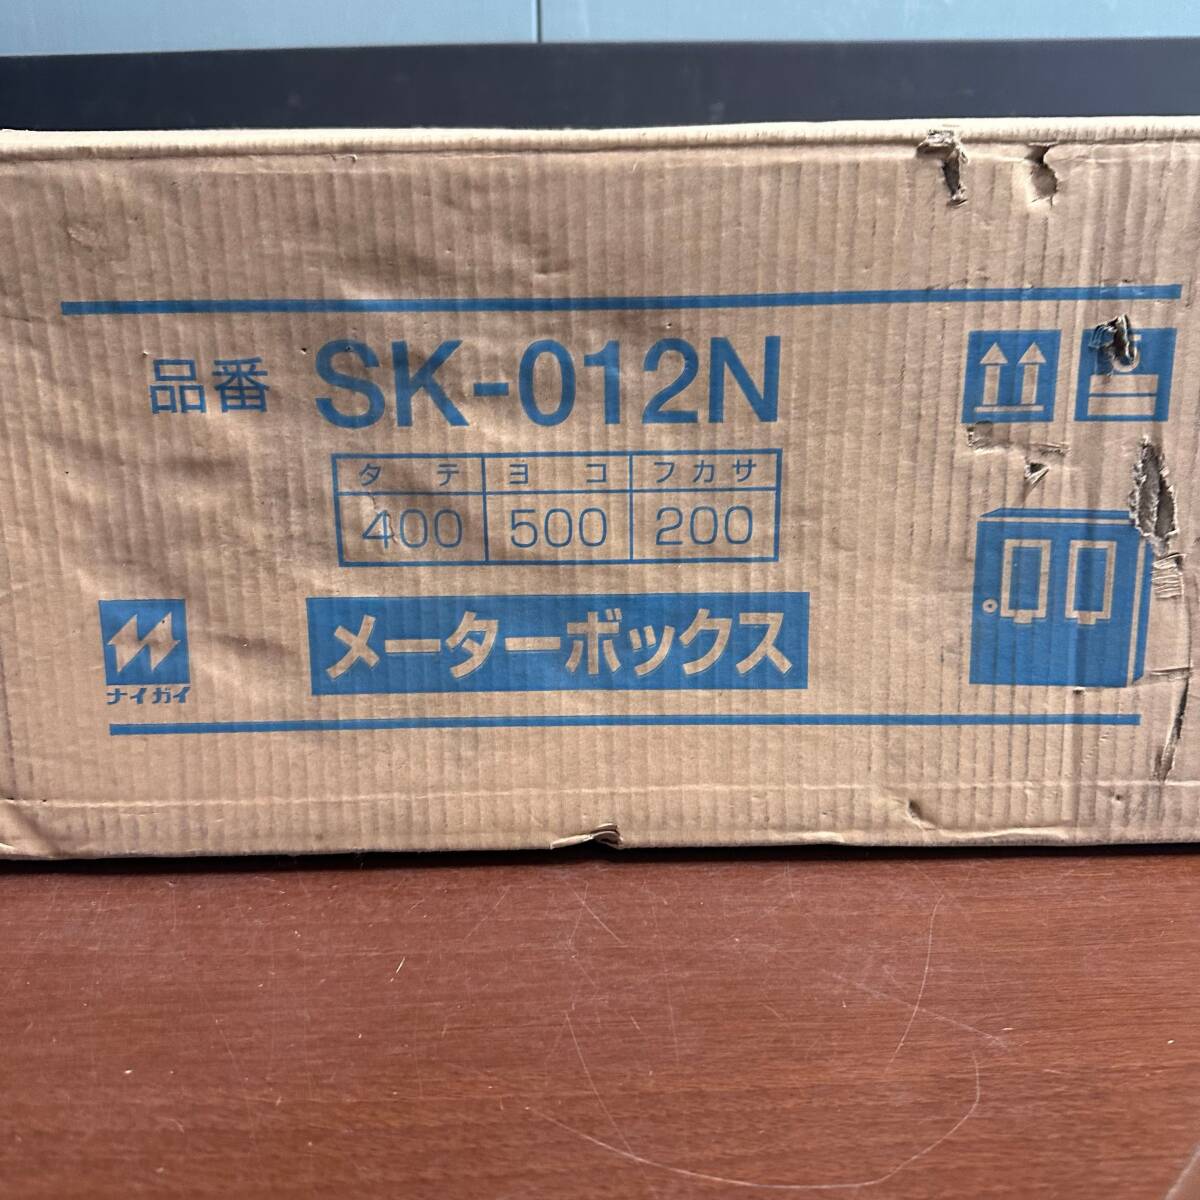 品番 SK-012N
タテ ヨコ フカサ
400 500 200
メーターボックス
ナイガイ